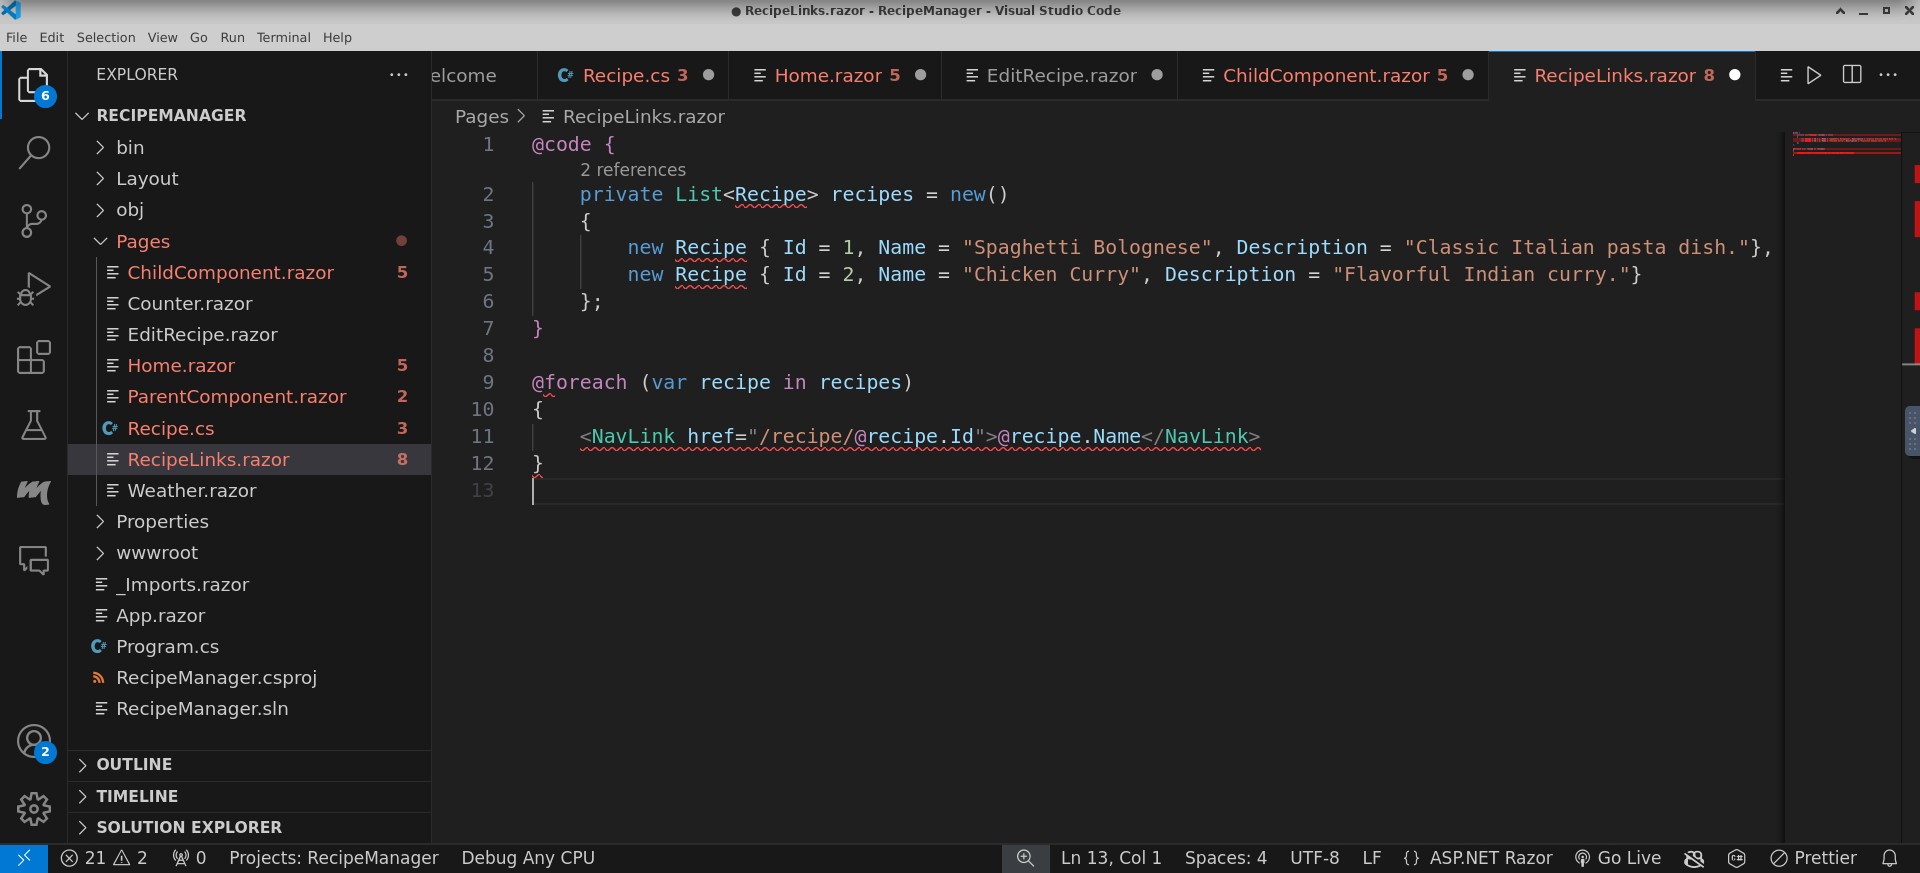 ● RecipeLinks.razor - RecipeManager - Visual Studio Code
File Edit Selection View Go Run Terminal Help
EXPLORER
elcome
Recipe.cs 3
Home.razor 5
EditRecipe.razor
ChildComponent.razor 5
RecipeLinks.razor 8
6
RECIPEMANAGER
bin
Layout
obj
Pages
ChildComponent.razor 5
Counter.razor
EditRecipe.razor
Home.razor 5
ParentComponent.razor 2
Recipe.cs 3
RecipeLinks.razor 8
Weather.razor
Properties
wwwroot
_Imports.razor
App.razor
Program.cs
RecipeManager.csproj
RecipeManager.sln
2
OUTLINE
TIMELINE
SOLUTION EXPLORER
Pages > RecipeLinks.razor
1 @code {
2 references
2 private List<Recipe> recipes = new()
3 {
4 new Recipe { Id = 1, Name = "Spaghetti Bolognese", Description = "Classic Italian pasta dish."},
5 new Recipe { Id = 2, Name = "Chicken Curry", Description = "Flavorful Indian curry."}
6 };
7 }
8
9 @foreach (var recipe in recipes)
10 {
11 <NavLink href="/recipe/@recipe.Id">@recipe.Name</NavLink>
12 }
13
21 2 0 Projects: RecipeManager Debug Any CPU Ln 13, Col 1 Spaces: 4 UTF-8 LF {} ASP.NET Razor Go Live Prettier